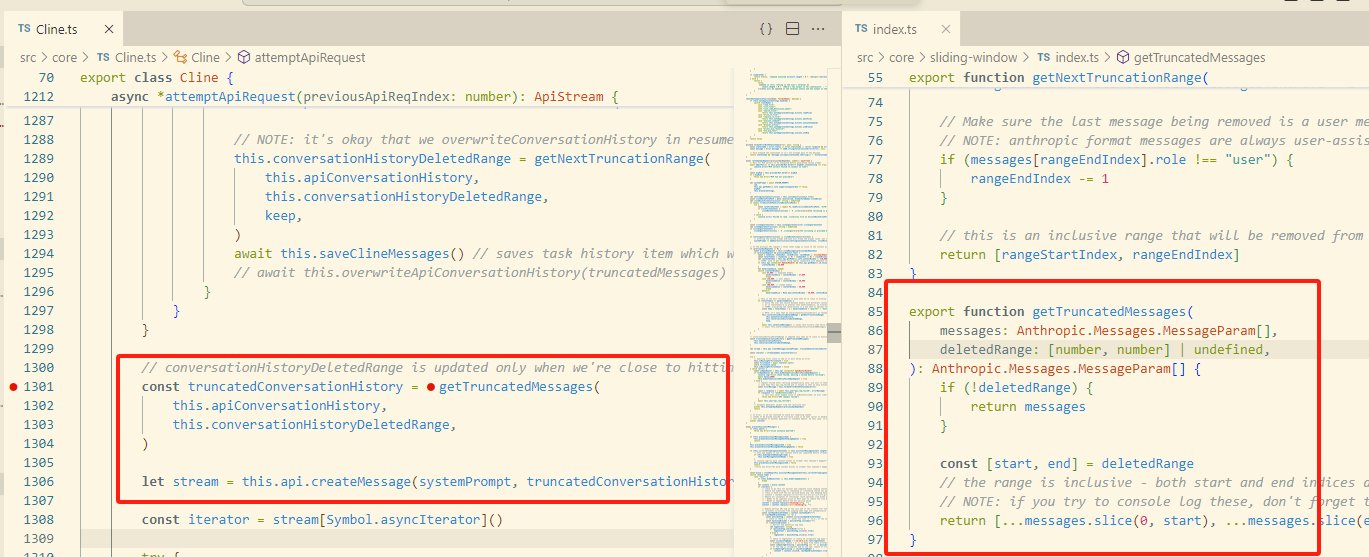 TS Cline.ts ×
src > core > TS Cline.ts > Cline > attemptApiRequest
70 export class Cline {
1212 async *attemptApiRequest(previousApiReqIndex: number): ApiStream {
1287
1288 // NOTE: it's okay that we overwriteConversationHistory in resume
1289 this.conversationHistoryDeletedRange = getNextTruncationRange(
1290 this.apiConversationHistory,
1291 this.conversationHistoryDeletedRange,
1292 keep,
1293 )
1294 await this.saveClineMessages() // saves task history item which w
1295 // await this.overwriteApiConversationHistory(truncatedMessages)
1296 }
1297 }
1298 }
1299
1300 // conversationHistoryDeletedRange is updated only when we're close to hittin
1301 const truncatedConversationHistory = getTruncatedMessages(
1302 this.apiConversationHistory,
1303 this.conversationHistoryDeletedRange,
1304 )
1305
1306 let stream = this.api.createMessage(systemPrompt, truncatedConversationHistor
1307
1308 const iterator = stream[Symbol.asyncIterator]()
1309
1310 try {
TS index.ts ×
src > core > sliding-window > TS index.ts > getTruncatedMessages
55 export function getNextTruncationRange(
74
75 // Make sure the last message being removed is a user me
76 // NOTE: anthropic format messages are always user-assis
77 if (messages[rangeEndIndex].role !== "user") {
78 rangeEndIndex -= 1
79 }
80
81 // this is an inclusive range that will be removed from
82 return [rangeStartIndex, rangeEndIndex]
83 }
84
85 export function getTruncatedMessages(
86 messages: Anthropic.Messages.MessageParam[],
87 deletedRange: [number, number] | undefined,
88 ): Anthropic.Messages.MessageParam[] {
89 if (!deletedRange) {
90 return messages
91 }
92
93 const [start, end] = deletedRange
94 // the range is inclusive - both start and end indices a
95 // NOTE: if you try to console log these, don't forget t
96 return [...messages.slice(0, start), ...messages.slice(e
97 }